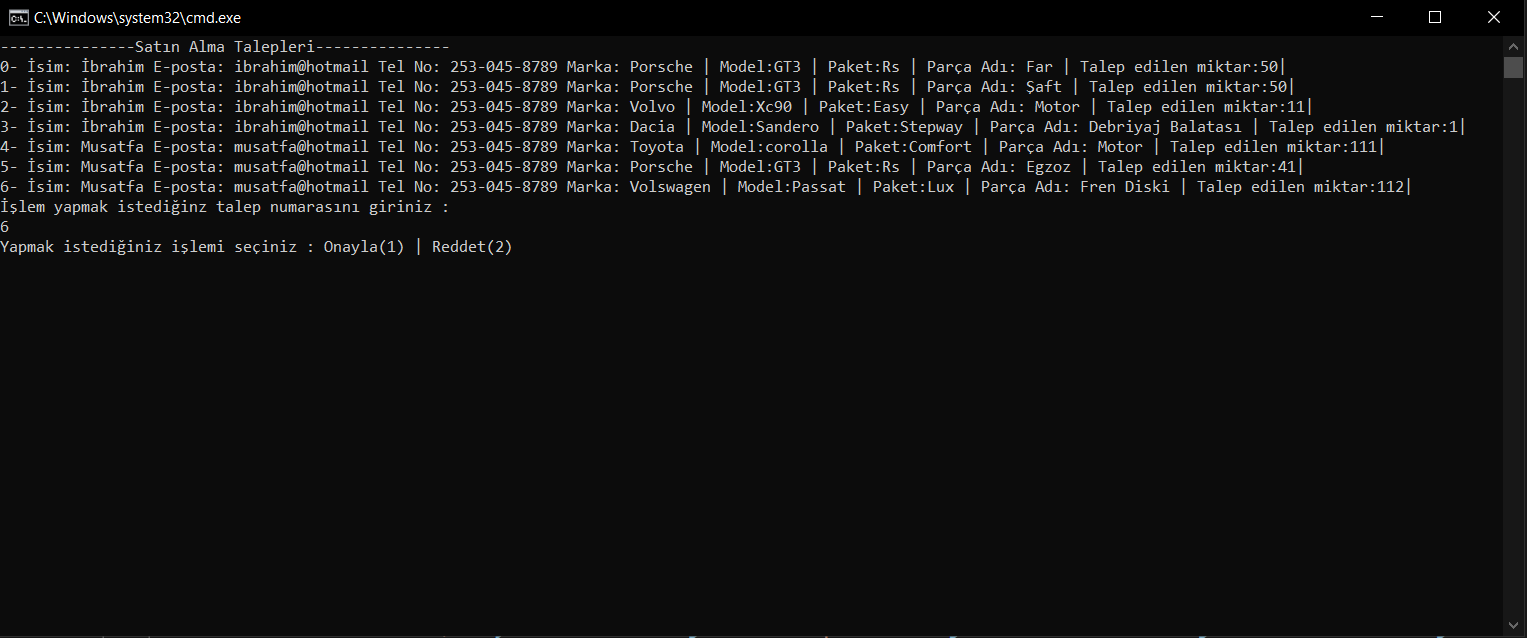 C:\Windows\system32\cmd.exe
---------------Satın Alma Talepleri---------------
0- İsim: İbrahim E-posta: ibrahim@hotmail Tel No: 253-045-8789 Marka: Porsche | Model:GT3 | Paket:Rs | Parça Adı: Far | Talep edilen miktar:50|
1- İsim: İbrahim E-posta: ibrahim@hotmail Tel No: 253-045-8789 Marka: Porsche | Model:GT3 | Paket:Rs | Parça Adı: Şaft | Talep edilen miktar:50|
2- İsim: İbrahim E-posta: ibrahim@hotmail Tel No: 253-045-8789 Marka: Volvo | Model:Xc90 | Paket:Easy | Parça Adı: Motor | Talep edilen miktar:11|
3- İsim: İbrahim E-posta: ibrahim@hotmail Tel No: 253-045-8789 Marka: Dacia | Model:Sandero | Paket:Stepway | Parça Adı: Debriyaj Balatası | Talep edilen miktar:1|
4- İsim: Musatfa E-posta: musatfa@hotmail Tel No: 253-045-8789 Marka: Toyota | Model:corolla | Paket:Comfort | Parça Adı: Motor | Talep edilen miktar:111|
5- İsim: Musatfa E-posta: musatfa@hotmail Tel No: 253-045-8789 Marka: Porsche | Model:GT3 | Paket:Rs | Parça Adı: Egzoz | Talep edilen miktar:41|
6- İsim: Musatfa E-posta: musatfa@hotmail Tel No: 253-045-8789 Marka: Volswagen | Model:Passat | Paket:Lux | Parça Adı: Fren Diski | Talep edilen miktar:112|
İşlem yapmak istediğinz talep numarasını giriniz :
6
Yapmak istediğiniz işlemi seçiniz : Onayla(1) | Reddet(2)